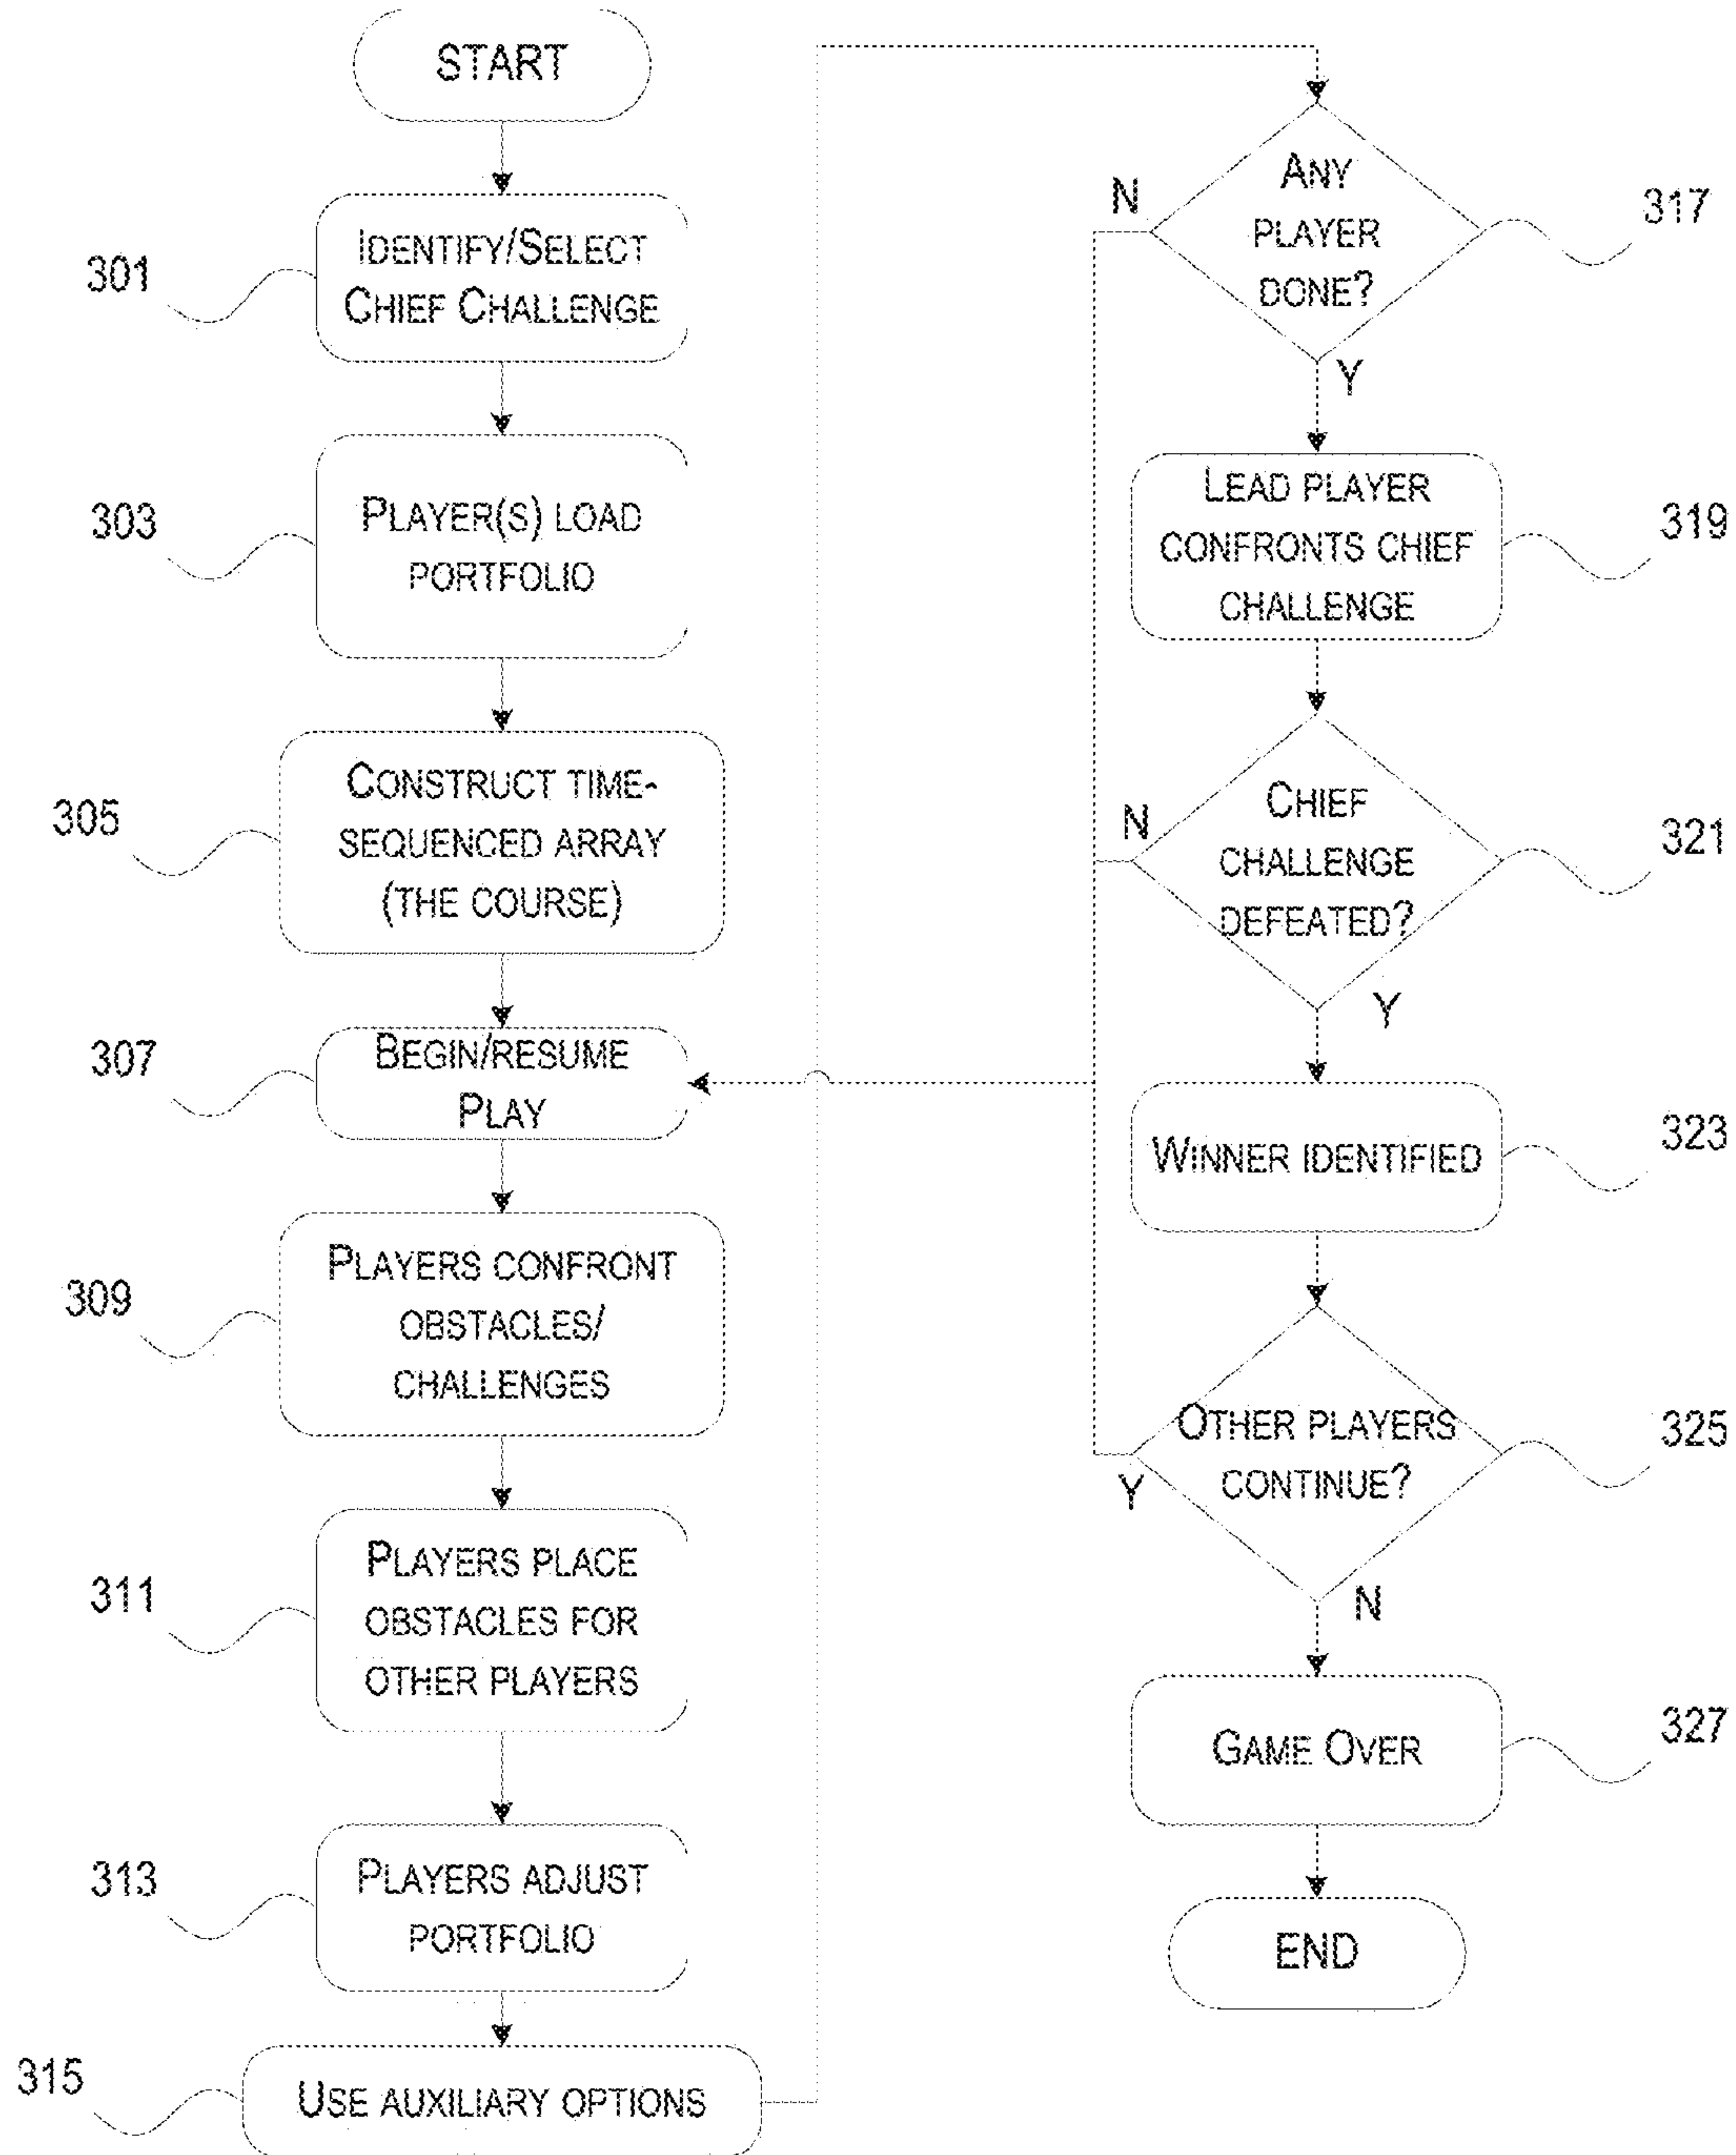 START
301
IDENTIFY/SELECT
CHIEF CHALLENGE
303
PLAYER(S) LOAD
PORTFOLIO
305
CONSTRUCT TIME-
SEQUENCED ARRAY
(THE COURSE)
307
BEGIN/RESUME
PLAY
309
PLAYERS CONFRONT
OBSTACLES/
CHALLENGES
311
PLAYERS PLACE
OBSTACLES FOR
OTHER PLAYERS
313
PLAYERS ADJUST
PORTFOLIO
315
USE AUXILIARY OPTIONS
ANY
PLAYER
DONE?
N
317
Y
LEAD PLAYER
CONFRONTS CHIEF
CHALLENGE
319
CHIEF
CHALLENGE
DEFEATED?
N
321
Y
WINNER IDENTIFIED
323
OTHER PLAYERS
CONTINUE?
325
Y
N
GAME OVER
327
END